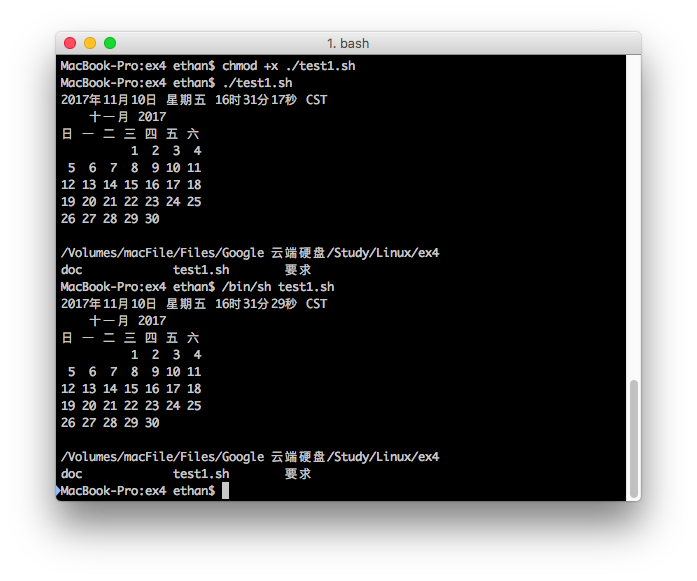 1. bash
MacBook-Pro:ex4 ethan$ chmod +x ./test1.sh
MacBook-Pro:ex4 ethan$ ./test1.sh
2017年11月10日 星期五 16时31分17秒 CST
    十一月 2017
日 一 二 三 四 五 六
          1  2  3  4
 5  6  7  8  9 10 11
12 13 14 15 16 17 18
19 20 21 22 23 24 25
26 27 28 29 30

/Volumes/macFile/Files/Google 云端硬盘/Study/Linux/ex4
doc             test1.sh        要求
MacBook-Pro:ex4 ethan$ /bin/sh test1.sh
2017年11月10日 星期五 16时31分29秒 CST
    十一月 2017
日 一 二 三 四 五 六
          1  2  3  4
 5  6  7  8  9 10 11
12 13 14 15 16 17 18
19 20 21 22 23 24 25
26 27 28 29 30

/Volumes/macFile/Files/Google 云端硬盘/Study/Linux/ex4
doc             test1.sh        要求
MacBook-Pro:ex4 ethan$